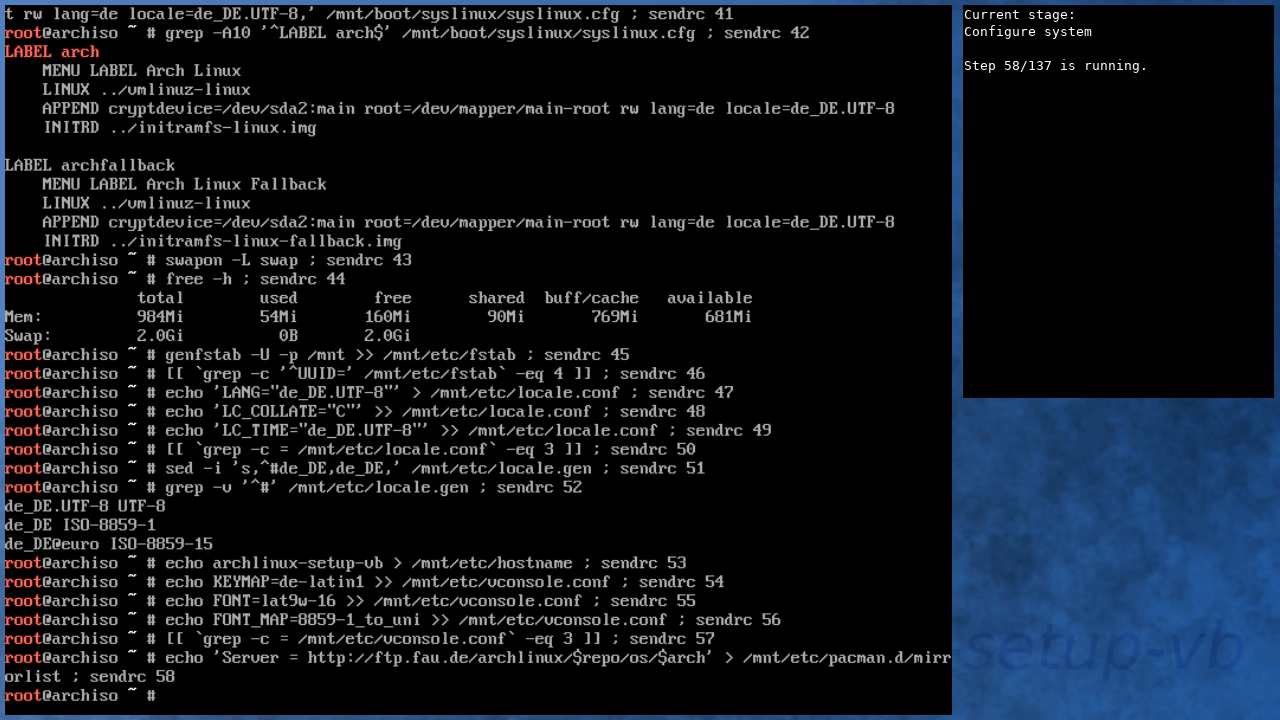 t rw lang=de locale=de_DE.UTF-8,' /mnt/boot/syslinux/syslinux.cfg ; sendrc 41
root@archiso ~ # grep -A10 '^LABEL arch$' /mnt/boot/syslinux/syslinux.cfg ; sendrc 42
LABEL arch
    MENU LABEL Arch Linux
    LINUX ../vmlinuz-linux
    APPEND cryptdevice=/dev/sda2:main root=/dev/mapper/main-root rw lang=de locale=de_DE.UTF-8
    INITRD ../initramfs-linux.img

LABEL archfallback
    MENU LABEL Arch Linux Fallback
    LINUX ../vmlinuz-linux
    APPEND cryptdevice=/dev/sda2:main root=/dev/mapper/main-root rw lang=de locale=de_DE.UTF-8
    INITRD ../initramfs-linux-fallback.img
root@archiso ~ # swapon -L swap ; sendrc 43
root@archiso ~ # free -h ; sendrc 44
              total        used        free      shared  buff/cache   available
Mem:          984Mi        54Mi       160Mi        90Mi       769Mi       681Mi
Swap:         2.0Gi          0B       2.0Gi
root@archiso ~ # genfstab -U -p /mnt >> /mnt/etc/fstab ; sendrc 45
root@archiso ~ # [[ `grep -c '^UUID=' /mnt/etc/fstab` -eq 4 ]] ; sendrc 46
root@archiso ~ # echo 'LANG="de_DE.UTF-8"' > /mnt/etc/locale.conf ; sendrc 47
root@archiso ~ # echo 'LC_COLLATE="C"' >> /mnt/etc/locale.conf ; sendrc 48
root@archiso ~ # echo 'LC_TIME="de_DE.UTF-8"' >> /mnt/etc/locale.conf ; sendrc 49
root@archiso ~ # [[ `grep -c = /mnt/etc/locale.conf` -eq 3 ]] ; sendrc 50
root@archiso ~ # sed -i 's,^#de_DE,de_DE,' /mnt/etc/locale.gen ; sendrc 51
root@archiso ~ # grep -v '^#' /mnt/etc/locale.gen ; sendrc 52
de_DE.UTF-8 UTF-8
de_DE ISO-8859-1
de_DE@euro ISO-8859-15
root@archiso ~ # echo archlinux-setup-vb > /mnt/etc/hostname ; sendrc 53
root@archiso ~ # echo KEYMAP=de-latin1 >> /mnt/etc/vconsole.conf ; sendrc 54
root@archiso ~ # echo FONT=lat9w-16 >> /mnt/etc/vconsole.conf ; sendrc 55
root@archiso ~ # echo FONT_MAP=8859-1_to_uni >> /mnt/etc/vconsole.conf ; sendrc 56
root@archiso ~ # [[ `grep -c = /mnt/etc/vconsole.conf` -eq 3 ]] ; sendrc 57
root@archiso ~ # echo 'Server = http://ftp.fau.de/archlinux/$repo/os/$arch' > /mnt/etc/pacman.d/mirr
orlist ; sendrc 58
root@archiso ~ #
Current stage:
Configure system

Step 58/137 is running.
setup-vb